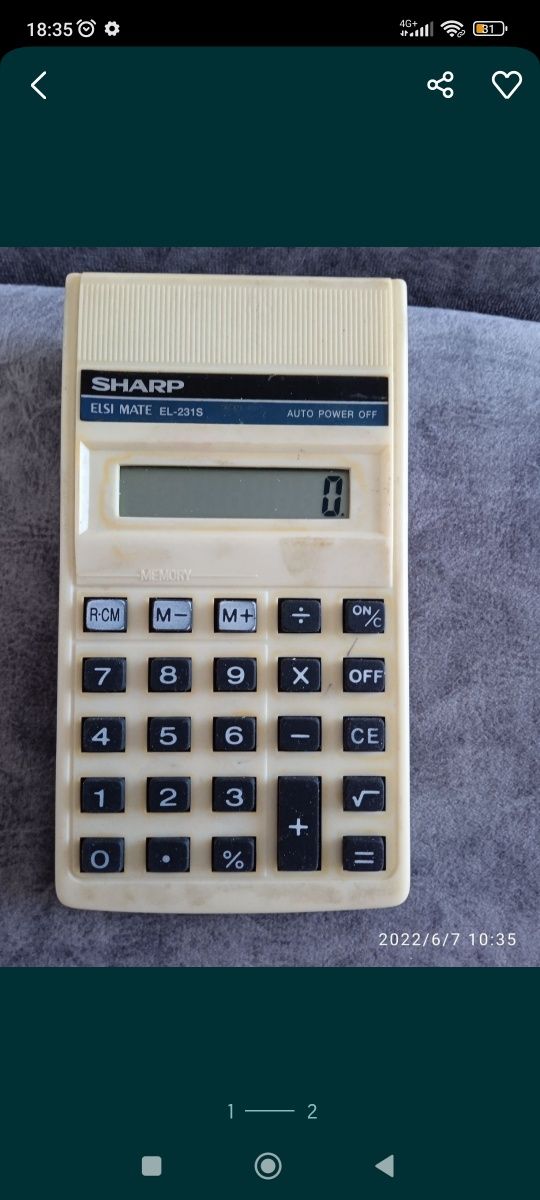 18:35
4G+
31
SHARP
ELSI MATE EL-231S
AUTO POWER OFF
MEMORY
R·CM M− M+ ÷ ON/C
7 8 9 X OFF
4 5 6 − CE
1 2 3 + √
0 . % =
0.
2022/6/7 10:35
1 2